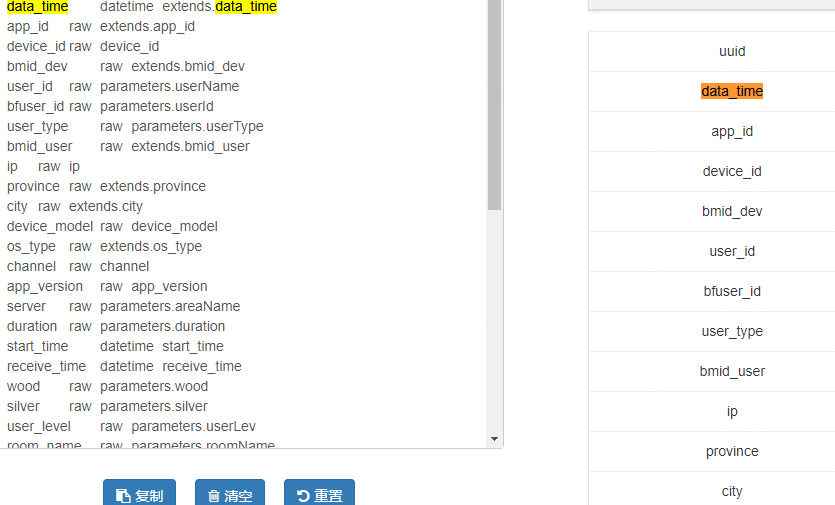 data_time datetime extends.data_time
app_id raw extends.app_id
device_id raw device_id
bmid_dev raw extends.bmid_dev
user_id raw parameters.userName
bfuser_id raw parameters.userId
user_type raw parameters.userType
bmid_user raw extends.bmid_user
ip raw ip
province raw extends.province
city raw extends.city
device_model raw device_model
os_type raw extends.os_type
channel raw channel
app_version raw app_version
server raw parameters.areaName
duration raw parameters.duration
start_time datetime start_time
receive_time datetime receive_time
wood raw parameters.wood
silver raw parameters.silver
user_level raw parameters.userLev
room_name raw parameters.roomName
复制 清空 重置
uuid
data_time
app_id
device_id
bmid_dev
user_id
bfuser_id
user_type
bmid_user
ip
province
city